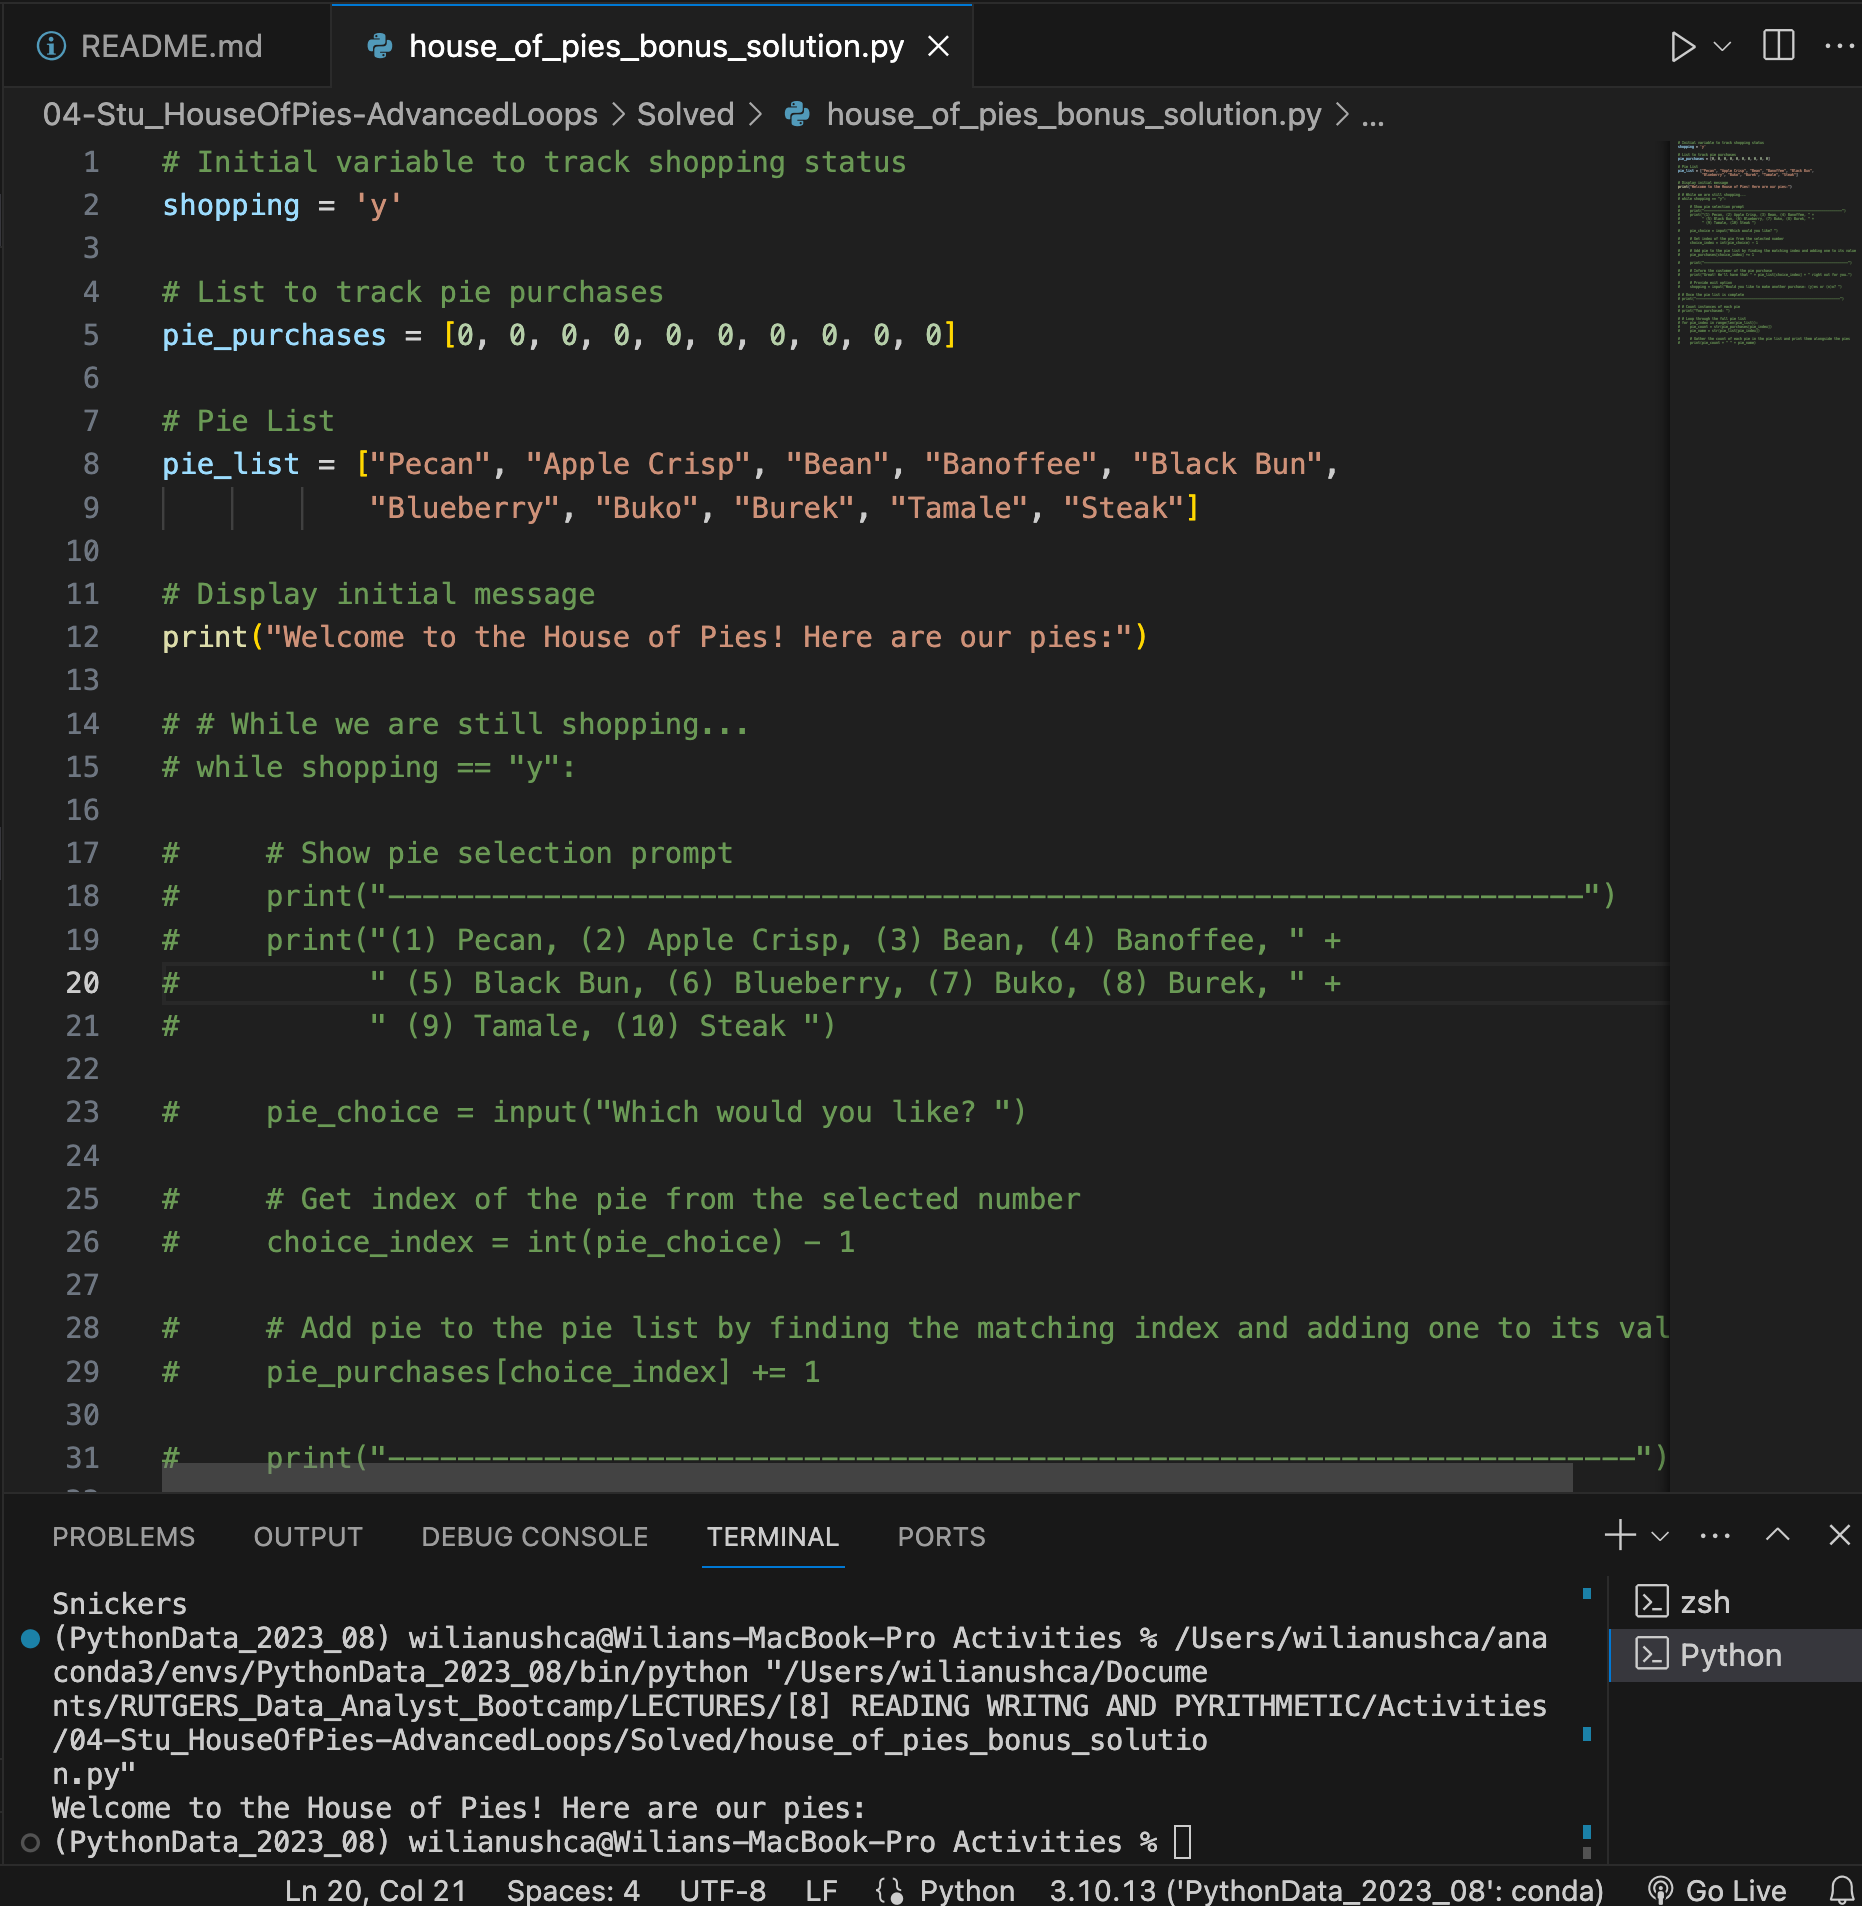 README.md
house_of_pies_bonus_solution.py
04-Stu_HouseOfPies-AdvancedLoops > Solved > house_of_pies_bonus_solution.py > ...
1 # Initial variable to track shopping status
2 shopping = 'y'
3
4 # List to track pie purchases
5 pie_purchases = [0, 0, 0, 0, 0, 0, 0, 0, 0, 0]
6
7 # Pie List
8 pie_list = ["Pecan", "Apple Crisp", "Bean", "Banoffee", "Black Bun",
9             "Blueberry", "Buko", "Burek", "Tamale", "Steak"]
10
11 # Display initial message
12 print("Welcome to the House of Pies! Here are our pies:")
13
14 # # While we are still shopping...
15 # while shopping == "y":
16
17 #     # Show pie selection prompt
18 #     print("---------------------------------------------------------------------")
19 #     print("(1) Pecan, (2) Apple Crisp, (3) Bean, (4) Banoffee, " +
20 #           " (5) Black Bun, (6) Blueberry, (7) Buko, (8) Burek, " +
21 #           " (9) Tamale, (10) Steak ")
22
23 #     pie_choice = input("Which would you like? ")
24
25 #     # Get index of the pie from the selected number
26 #     choice_index = int(pie_choice) - 1
27
28 #     # Add pie to the pie list by finding the matching index and adding one to its val
29 #     pie_purchases[choice_index] += 1
30
31 #     print("------------------------------------------------------------------------")
PROBLEMS OUTPUT DEBUG CONSOLE TERMINAL PORTS
Snickers
(PythonData_2023_08) wilianushca@Wilians-MacBook-Pro Activities % /Users/wilianushca/ana
conda3/envs/PythonData_2023_08/bin/python "/Users/wilianushca/Docume
nts/RUTGERS_Data_Analyst_Bootcamp/LECTURES/[8] READING WRITNG AND PYRITHMETIC/Activities
/04-Stu_HouseOfPies-AdvancedLoops/Solved/house_of_pies_bonus_solutio
n.py"
Welcome to the House of Pies! Here are our pies:
(PythonData_2023_08) wilianushca@Wilians-MacBook-Pro Activities %
zsh
Python
Ln 20, Col 21 Spaces: 4 UTF-8 LF Python 3.10.13 ('PythonData_2023_08': conda) Go Live